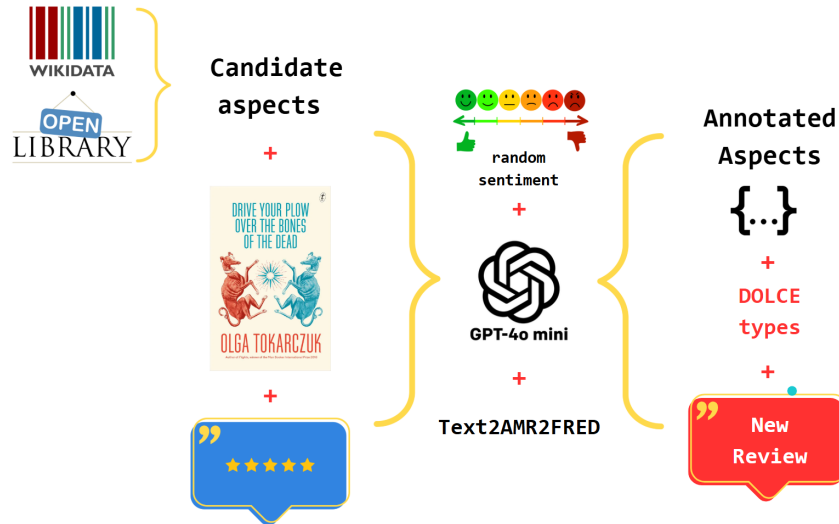 WIKIDATA
OPEN
LIBRARY
Candidate
aspects
+
DRIVE YOUR PLOW
OVER THE BONES
OF THE DEAD
OLGA TOKARCZUK
+
random
sentiment
+
GPT-4o mini
+
Text2AMR2FRED
Annotated
Aspects
{...}
+
DOLCE
types
+
New
Review